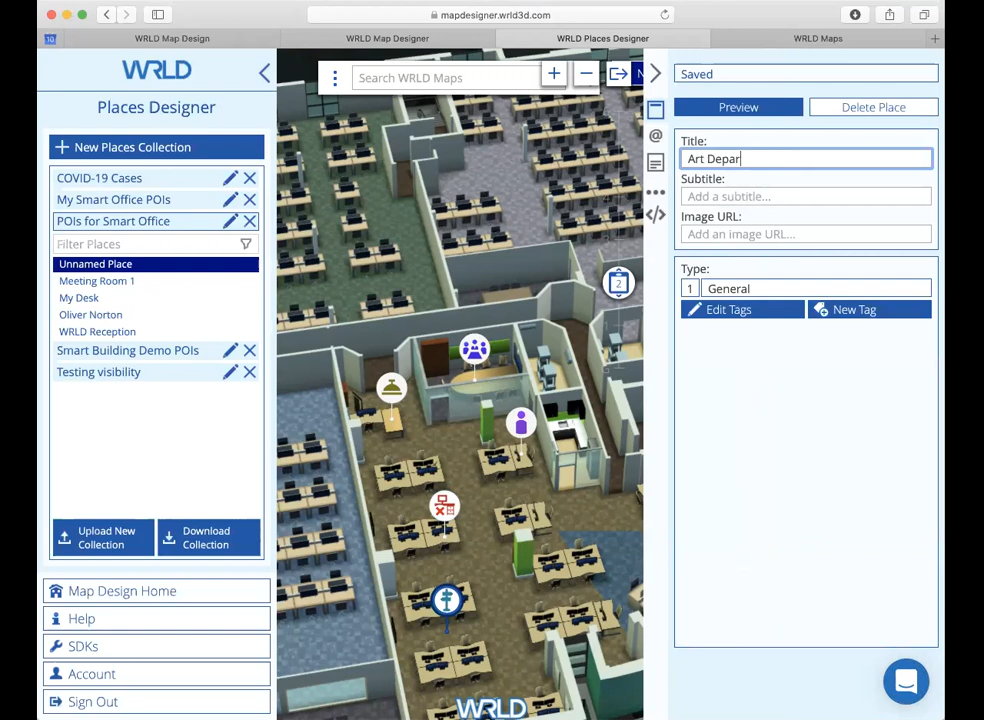 mapdesigner.wrld3d.com
10
WRLD Map Design
WRLD Map Designer
WRLD Places Designer
WRLD Maps
WRLD
Places Designer
New Places Collection
COVID-19 Cases
My Smart Office POIs
POIs for Smart Office
Filter Places
Unnamed Place
Meeting Room 1
My Desk
Oliver Norton
WRLD Reception
Smart Building Demo POIs
Testing visibility
Upload New
Collection
Download
Collection
Map Design Home
Help
SDKs
Account
Sign Out
Search WRLD Maps
N
2
WRLD
Saved
Preview
Delete Place
Title:
Art Depar
Subtitle:
Add a subtitle...
Image URL:
Add an image URL...
Type:
1 General
Edit Tags
New Tag